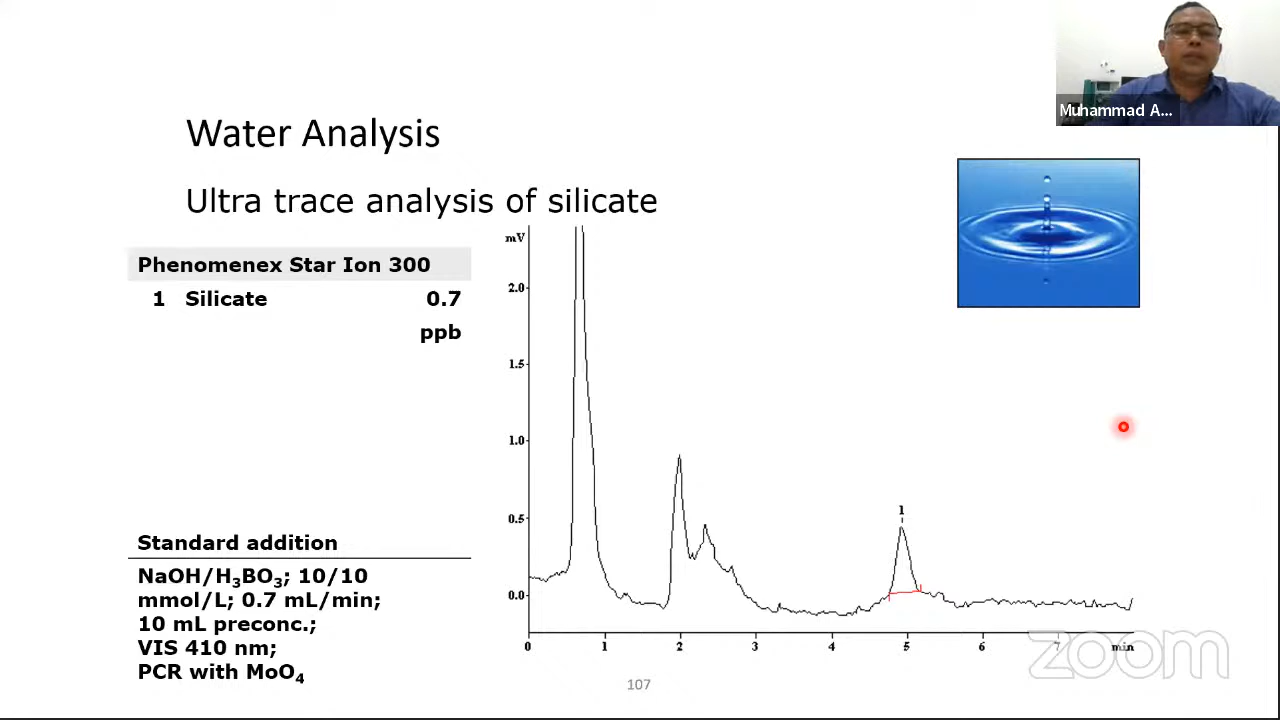 Muhammad A...
Water Analysis
Ultra trace analysis of silicate
Phenomenex Star Ion 300
1 Silicate 0.7
ppb
Standard addition
NaOH/H₃BO₃; 10/10
mmol/L; 0.7 mL/min;
10 mL preconc.;
VIS 410 nm;
PCR with MoO₄
mV
2.0
1.5
1.0
0.5
0.0
1
0 1 2 3 4 5 6 7 min
zoom
107